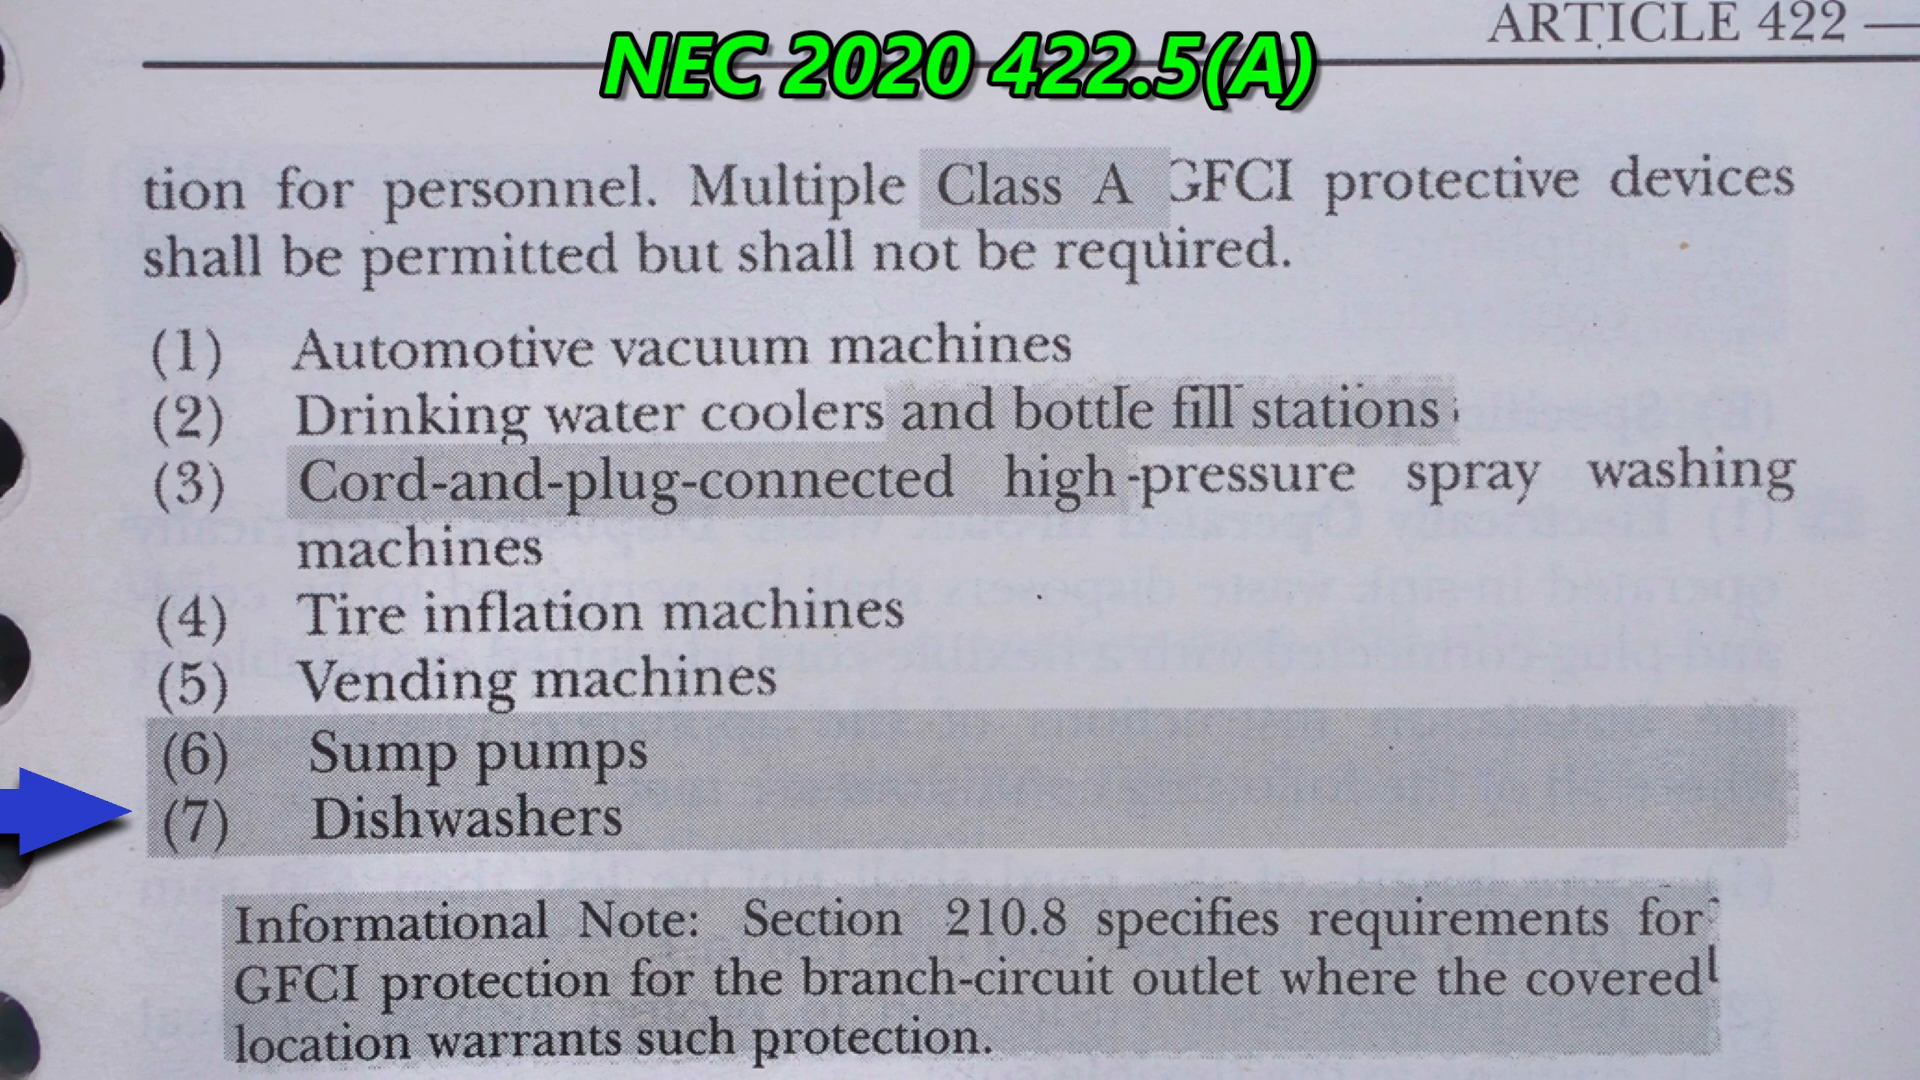 ARTICLE 422 —
NEC 2020 422.5(A)
tion for personnel. Multiple Class A GFCI protective devices
shall be permitted but shall not be required.
(1) Automotive vacuum machines
(2) Drinking water coolers and bottle fill stations
(3) Cord-and-plug-connected high-pressure spray washing
machines
(4) Tire inflation machines
(5) Vending machines
(6) Sump pumps
(7) Dishwashers
Informational Note: Section 210.8 specifies requirements for
GFCI protection for the branch-circuit outlet where the covered
location warrants such protection.